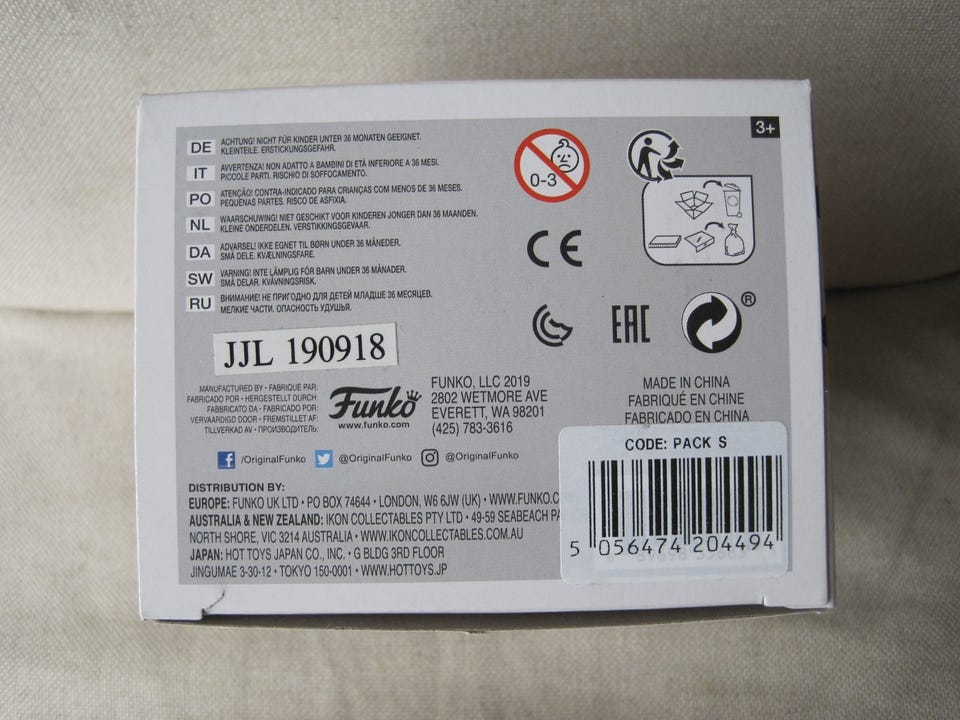 3+
DE ACHTUNG! NICHT FÜR KINDER UNTER 36 MONATEN GEEIGNET.
KLEINTEILE. ERSTICKUNGSGEFAHR.
IT AVVERTENZA! NON ADATTO A BAMBINI DI ETÀ INFERIORE A 36 MESI.
PICCOLE PARTI. RISCHIO DI SOFFOCAMENTO.
PO ATENÇÃO! CONTRA-INDICADO PARA CRIANÇAS COM MENOS DE 36 MESES.
PEQUENAS PARTES. RISCO DE ASFIXIA.
NL WAARSCHUWING! NIET GESCHIKT VOOR KINDEREN JONGER DAN 36 MAANDEN.
KLEINE ONDERDELEN. VERSTIKKINGSGEVAAR.
DA ADVARSEL! IKKE EGNET TIL BØRN UNDER 36 MÅNEDER.
SMÅ DELE. KVÆLNINGSFARE.
SW VARNING! INTE LÄMPLIG FÖR BARN UNDER 36 MÅNADER.
SMÅ DELAR. KVÄVNINGSRISK.
RU ВНИМАНИЕ! НЕ ПРИГОДНО ДЛЯ ДЕТЕЙ МЛАДШЕ 36 МЕСЯЦЕВ.
МЕЛКИЕ ЧАСТИ. ОПАСНОСТЬ УДУШЬЯ.
0-3
CE
EAC
®
JJL 190918
MANUFACTURED BY • FABRIQUÉ PAR:
FABRICADO POR • HERGESTELLT DURCH:
FABBRICATO DA • FABRICADO POR:
VERVAARDIGD DOOR • FREMSTILLET AF:
TILLVERKAD AV • ПРОИЗВОДИТЕЛЬ:
Funko
www.funko.com
FUNKO, LLC 2019
2802 WETMORE AVE
EVERETT, WA 98201
(425) 783-3616
MADE IN CHINA
FABRIQUÉ EN CHINE
FABRICADO EN CHINA
f /OriginalFunko @OriginalFunko @OriginalFunko
DISTRIBUTION BY:
EUROPE: FUNKO UK LTD • PO BOX 74644 • LONDON, W6 6JW (UK) • WWW.FUNKO.C
AUSTRALIA & NEW ZEALAND: IKON COLLECTABLES PTY LTD • 49-59 SEABEACH PA
NORTH SHORE, VIC 3214 AUSTRALIA • WWW.IKONCOLLECTABLES.COM.AU
JAPAN: HOT TOYS JAPAN CO., INC. • G BLDG 3RD FLOOR
JINGUMAE 3-30-12 • TOKYO 150-0001 • WWW.HOTTOYS.JP
CODE: PACK S
5 056474 204494